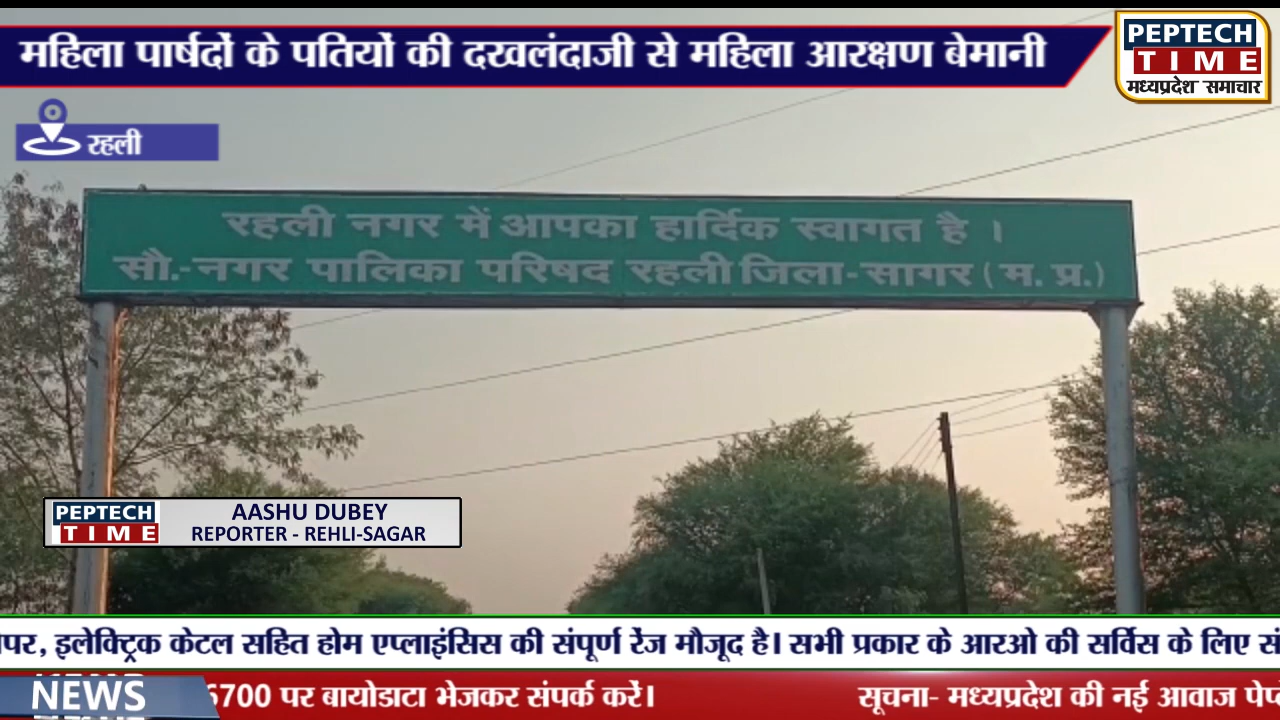 महिला पार्षदों के पतियों की दखलंदाजी से महिला आरक्षण बेमानी
PEPTECH
TIME
मध्यप्रदेश समाचार
रहली
रहली नगर में आपका हार्दिक स्वागत है ।
सौ.-नगर पालिका परिषद रहली जिला-सागर ( म. प्र.)
PEPTECH
TIME
AASHU DUBEY
REPORTER - REHLI-SAGAR
इलेक्ट्रिक केटल सहित होम एप्लाइंसिस की संपूर्ण रेंज मौजूद है। सभी प्रकार के आरओ की सर्विस के लिए
NEWS
6700 पर बायोडाटा भेजकर संपर्क करें।
सूचना- मध्यप्रदेश की नई आवाज